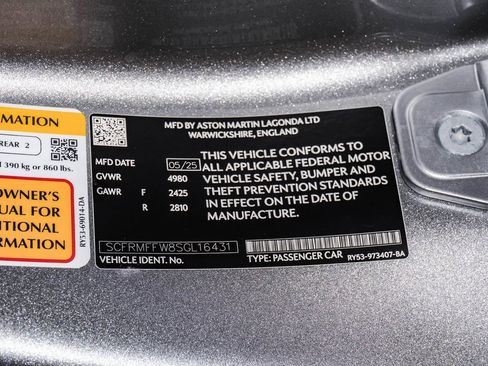 MATION
REAR 2
390 kg or 860 lbs.
OWNER'S
UAL FOR
DITIONAL
RMATION
RY53-69014-DA
MFD BY ASTON MARTIN LAGONDA LTD
WARWICKSHIRE, ENGLAND
MFD DATE 05/25
GVWR 4980
GAWR F 2425
R 2810
THIS VEHICLE CONFORMS TO
ALL APPLICABLE FEDERAL MOTOR
VEHICLE SAFETY, BUMPER AND
THEFT PREVENTION STANDARDS
IN EFFECT ON THE DATE OF
MANUFACTURE.
SCFRMFFW8SGL16431
VEHICLE IDENT. No.
TYPE: PASSENGER CAR
RY53-973407-BA